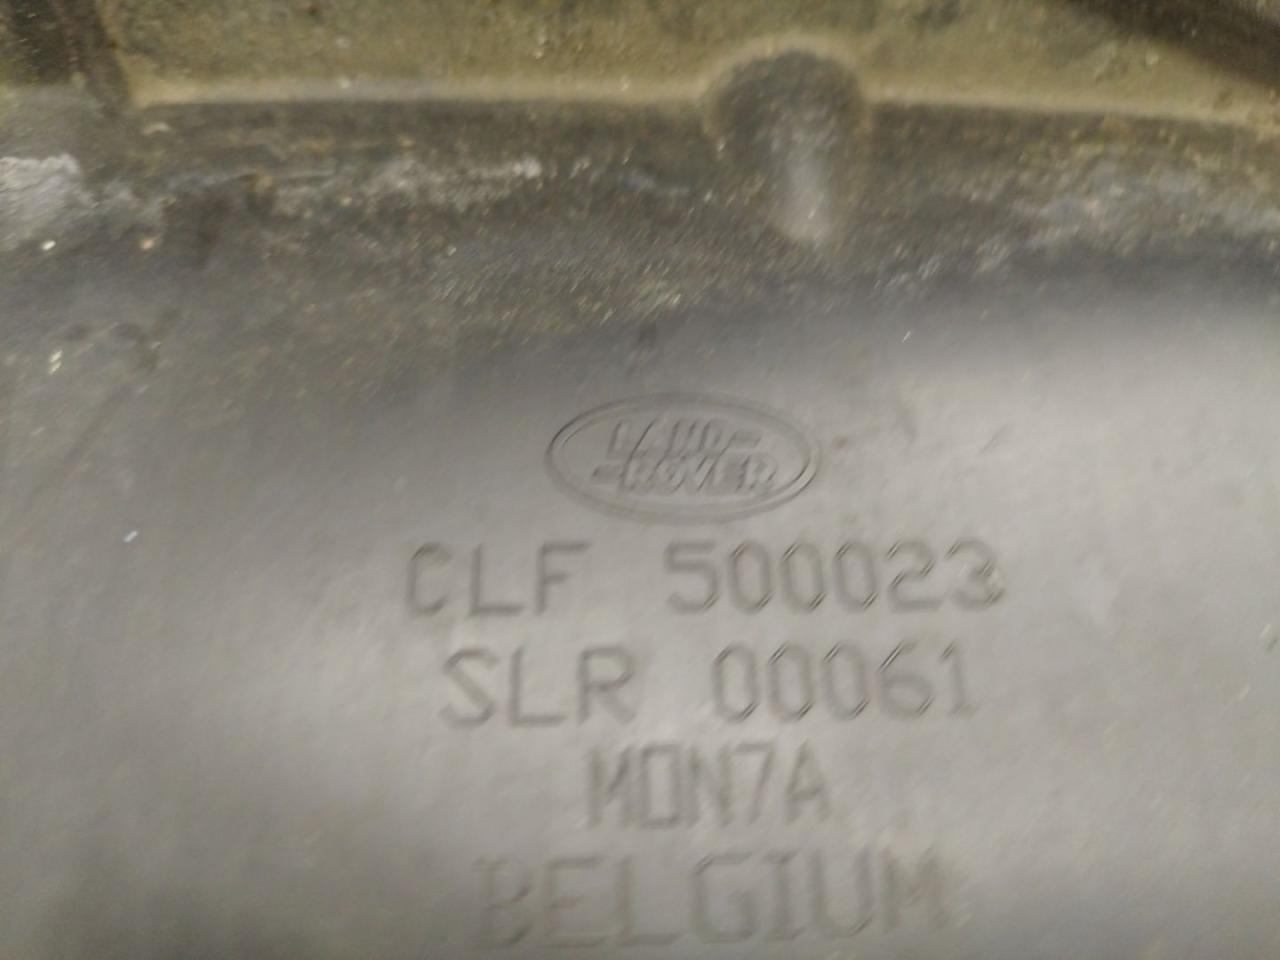 LAND-
-ROVER
CLF 500023
SLR 00061
MON7A
BELGIUM